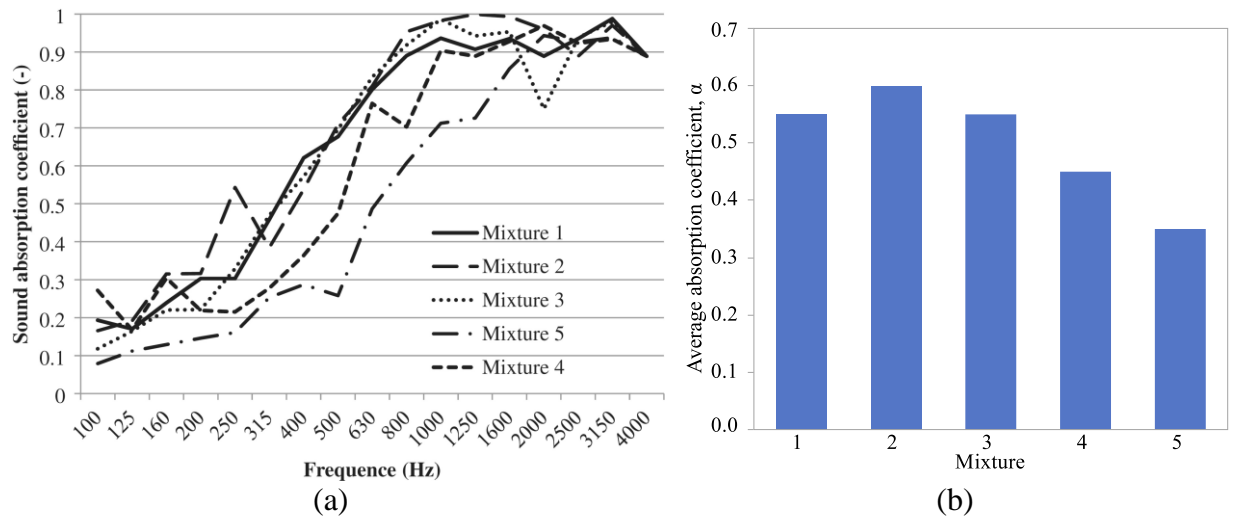 Sound absorption coefficient (-)
1
0.9
0.8
0.7
0.6
0.5
0.4
0.3
0.2
0.1
0
100 125 160 200 250 315 400 500 630 800 1000 1250 1600 2000 2500 3150 4000
Frequence (Hz)
Mixture 1
Mixture 2
Mixture 3
Mixture 5
Mixture 4
(a)
Average absorption coefficient, α
0.7
0.6
0.5
0.4
0.3
0.2
0.1
0.0
1 2 3 4 5
Mixture
(b)